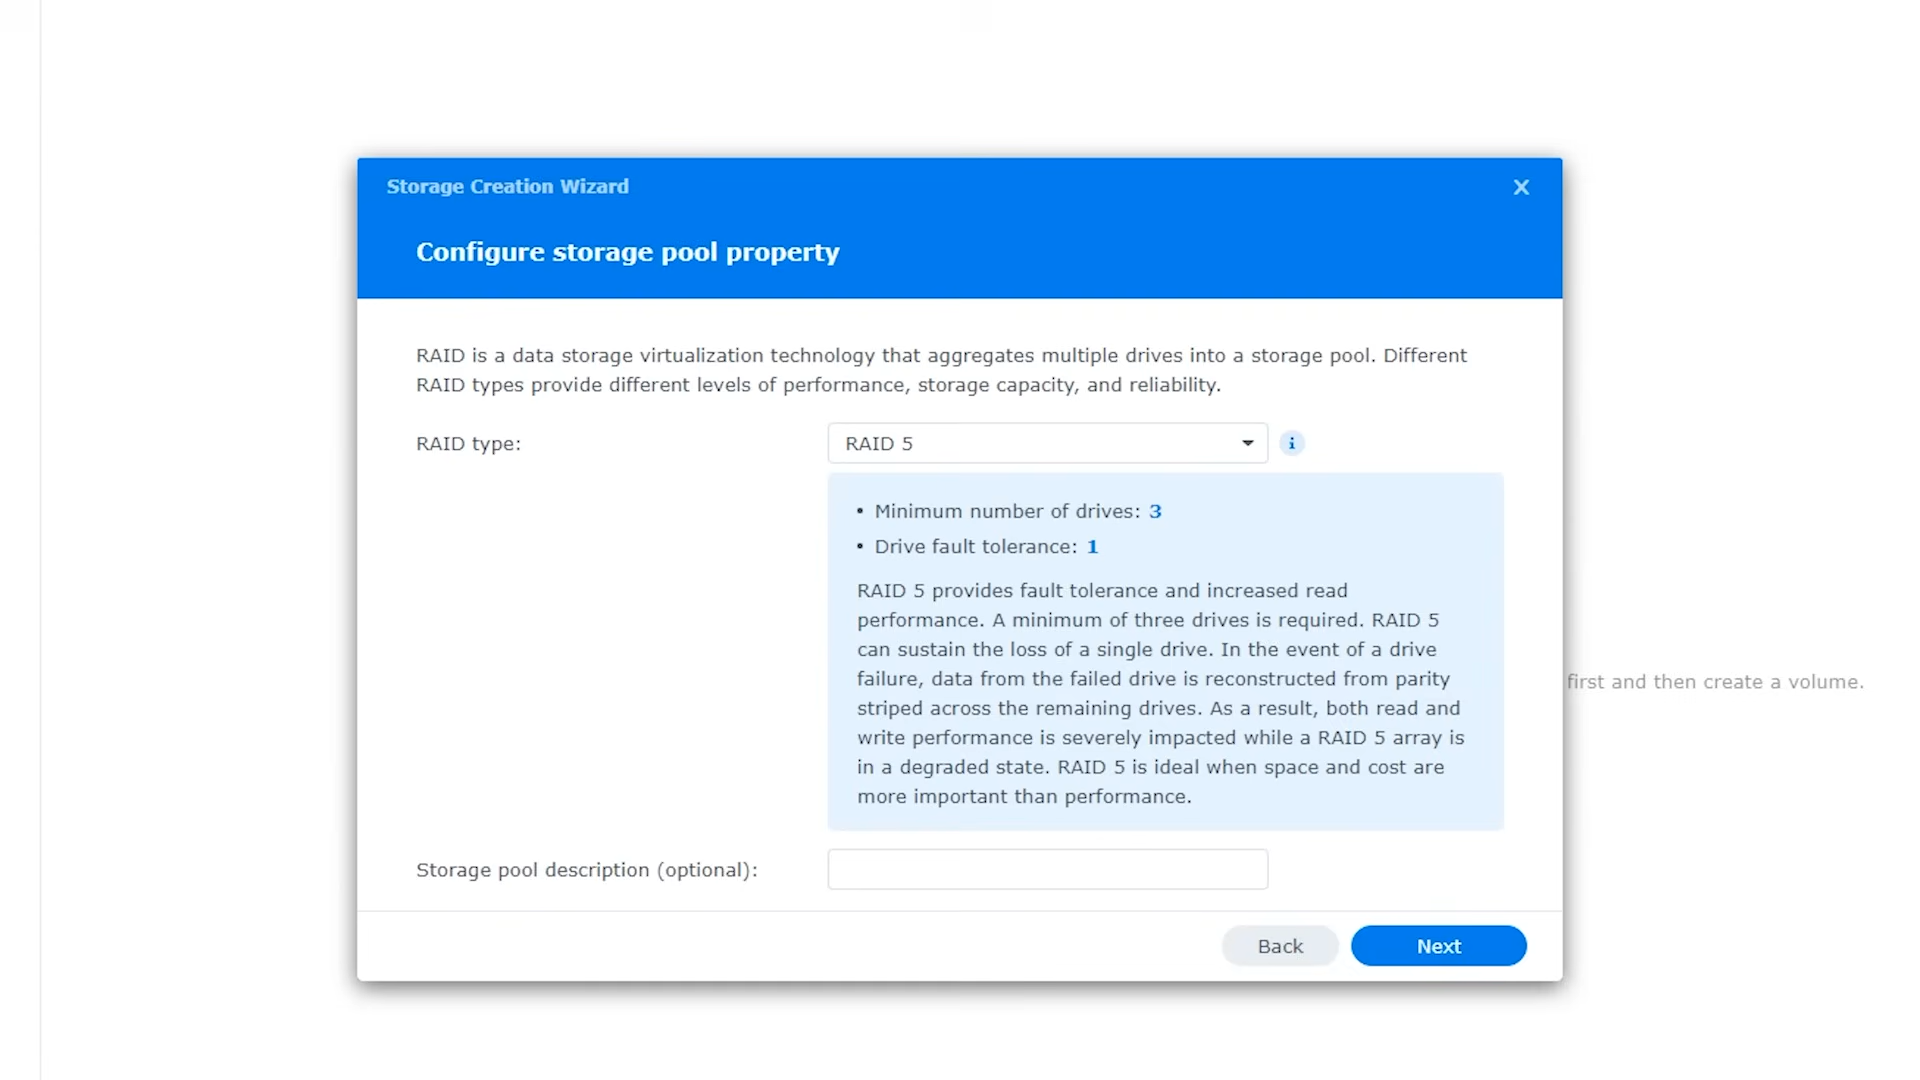 Storage Creation Wizard
Configure storage pool property
RAID is a data storage virtualization technology that aggregates multiple drives into a storage pool. Different
RAID types provide different levels of performance, storage capacity, and reliability.
RAID type:
RAID 5
• Minimum number of drives: 3
• Drive fault tolerance: 1
RAID 5 provides fault tolerance and increased read
performance. A minimum of three drives is required. RAID 5
can sustain the loss of a single drive. In the event of a drive
failure, data from the failed drive is reconstructed from parity
striped across the remaining drives. As a result, both read and
write performance is severely impacted while a RAID 5 array is
in a degraded state. RAID 5 is ideal when space and cost are
more important than performance.
first and then create a volume.
Storage pool description (optional):
Back
Next